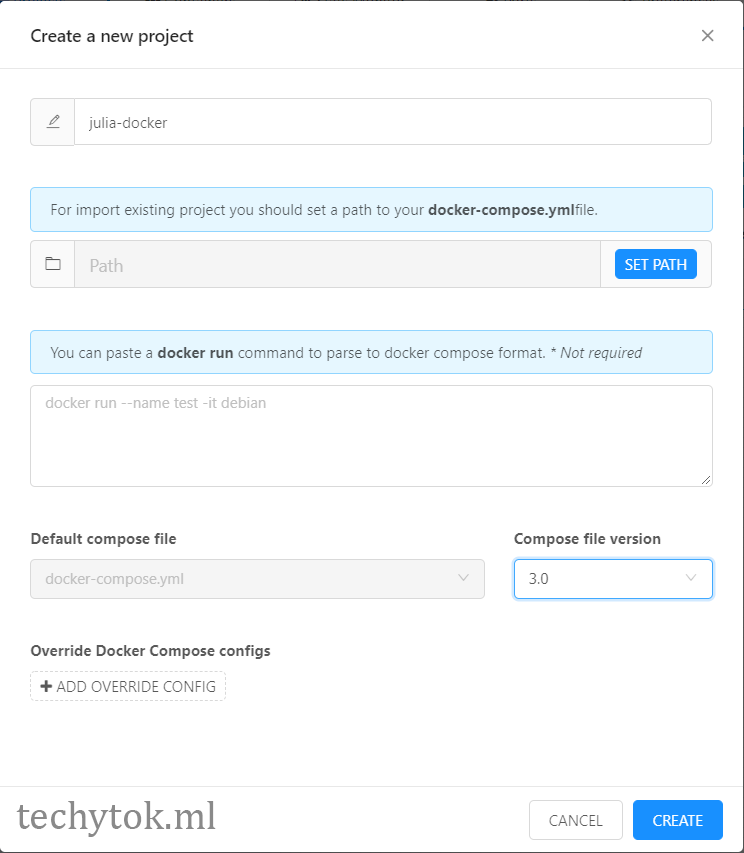 Create a new project
julia-docker
For import existing project you should set a path to your docker-compose.ymlfile.
Path
SET PATH
You can paste a docker run command to parse to docker compose format. * Not required
docker run --name test -it debian
Default compose file
Compose file version
docker-compose.yml
3.0
Override Docker Compose configs
+ ADD OVERRIDE CONFIG
techytok.ml
CANCEL
CREATE